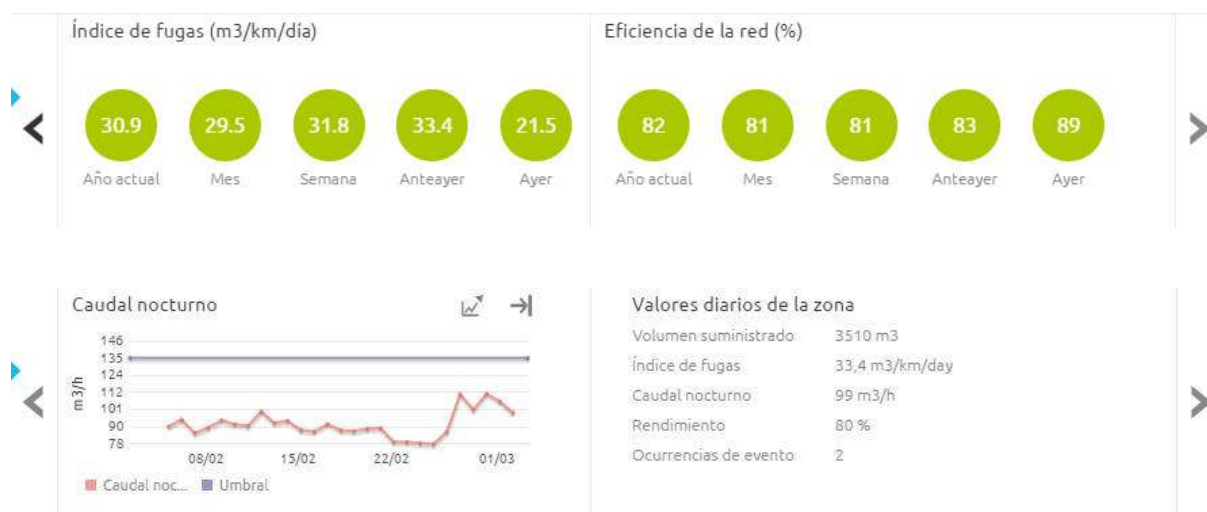 Índice de fugas (m3/km/día)
30.9 29.5 31.8 33.4 21.5
Año actual Mes Semana Anteayer Ayer
Eficiencia de la red (%)
82 81 81 83 89
Año actual Mes Semana Anteayer Ayer
Caudal nocturno
m3/h
146
135
124
112
101
90
78
08/02 15/02 22/02 01/03
Caudal noc... Umbral
Valores diarios de la zona
Volumen suministrado 3510 m3
Índice de fugas 33,4 m3/km/day
Caudal nocturno 99 m3/h
Rendimiento 80 %
Ocurrencias de evento 2